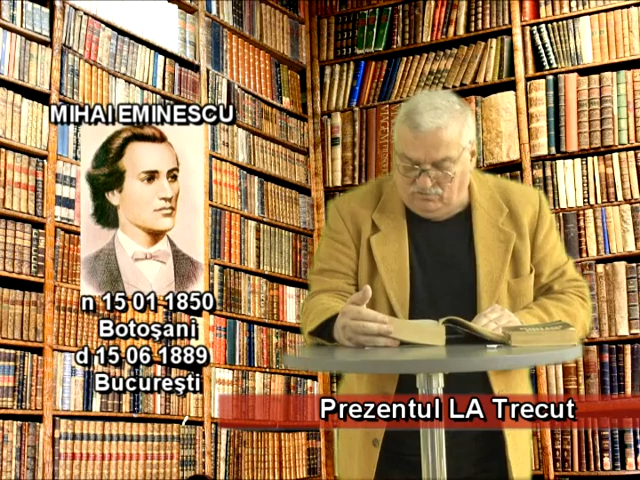 MIHAI EMINESCU
n 15 01 1850
Botoşani
d 15 06 1889
Bucureşti
Prezentul LA Trecut